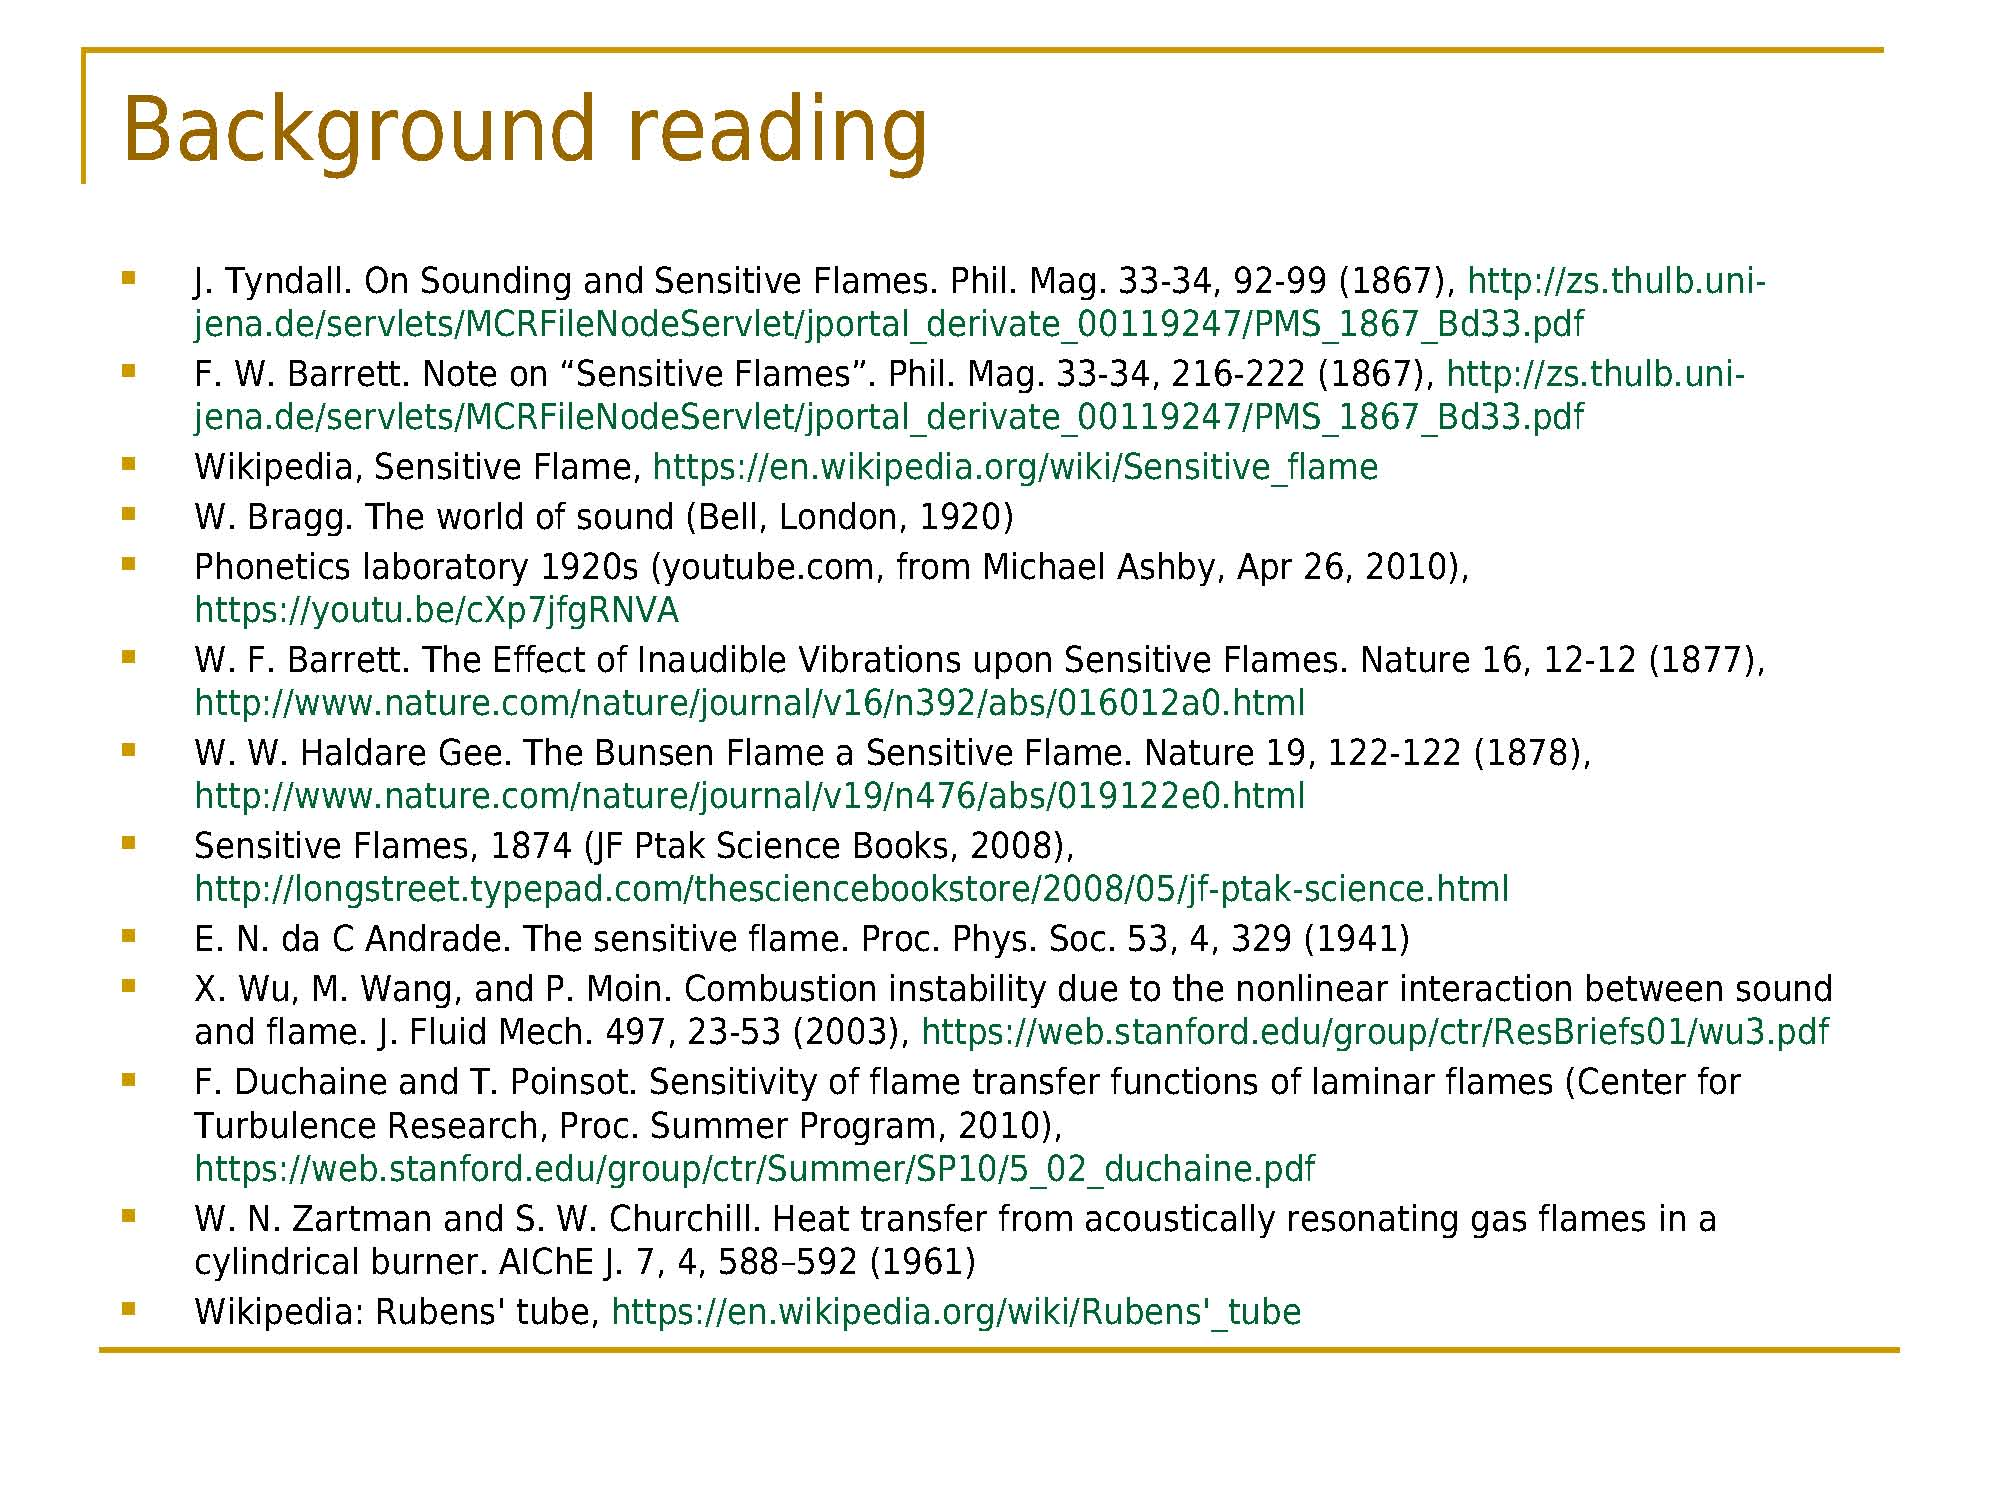 Background reading
J. Tyndall. On Sounding and Sensitive Flames. Phil. Mag. 33-34, 92-99 (1867), http://zs.thulb.uni-
jena.de/servlets/MCRFileNodeServlet/jportal_derivate_00119247/PMS_1867_Bd33.pdf
F. W. Barrett. Note on “Sensitive Flames”. Phil. Mag. 33-34, 216-222 (1867), http://zs.thulb.uni-
jena.de/servlets/MCRFileNodeServlet/jportal_derivate_00119247/PMS_1867_Bd33.pdf
Wikipedia, Sensitive Flame, https://en.wikipedia.org/wiki/Sensitive_flame
W. Bragg. The world of sound (Bell, London, 1920)
Phonetics laboratory 1920s (youtube.com, from Michael Ashby, Apr 26, 2010),
https://youtu.be/cXp7jfgRNVA
W. F. Barrett. The Effect of Inaudible Vibrations upon Sensitive Flames. Nature 16, 12-12 (1877),
http://www.nature.com/nature/journal/v16/n392/abs/016012a0.html
W. W. Haldare Gee. The Bunsen Flame a Sensitive Flame. Nature 19, 122-122 (1878),
http://www.nature.com/nature/journal/v19/n476/abs/019122e0.html
Sensitive Flames, 1874 (JF Ptak Science Books, 2008),
http://longstreet.typepad.com/thesciencebookstore/2008/05/jf-ptak-science.html
E. N. da C Andrade. The sensitive flame. Proc. Phys. Soc. 53, 4, 329 (1941)
X. Wu, M. Wang, and P. Moin. Combustion instability due to the nonlinear interaction between sound
and flame. J. Fluid Mech. 497, 23-53 (2003), https://web.stanford.edu/group/ctr/ResBriefs01/wu3.pdf
F. Duchaine and T. Poinsot. Sensitivity of flame transfer functions of laminar flames (Center for
Turbulence Research, Proc. Summer Program, 2010),
https://web.stanford.edu/group/ctr/Summer/SP10/5_02_duchaine.pdf
W. N. Zartman and S. W. Churchill. Heat transfer from acoustically resonating gas flames in a
cylindrical burner. AIChE J. 7, 4, 588–592 (1961)
Wikipedia: Rubens' tube, https://en.wikipedia.org/wiki/Rubens'_tube